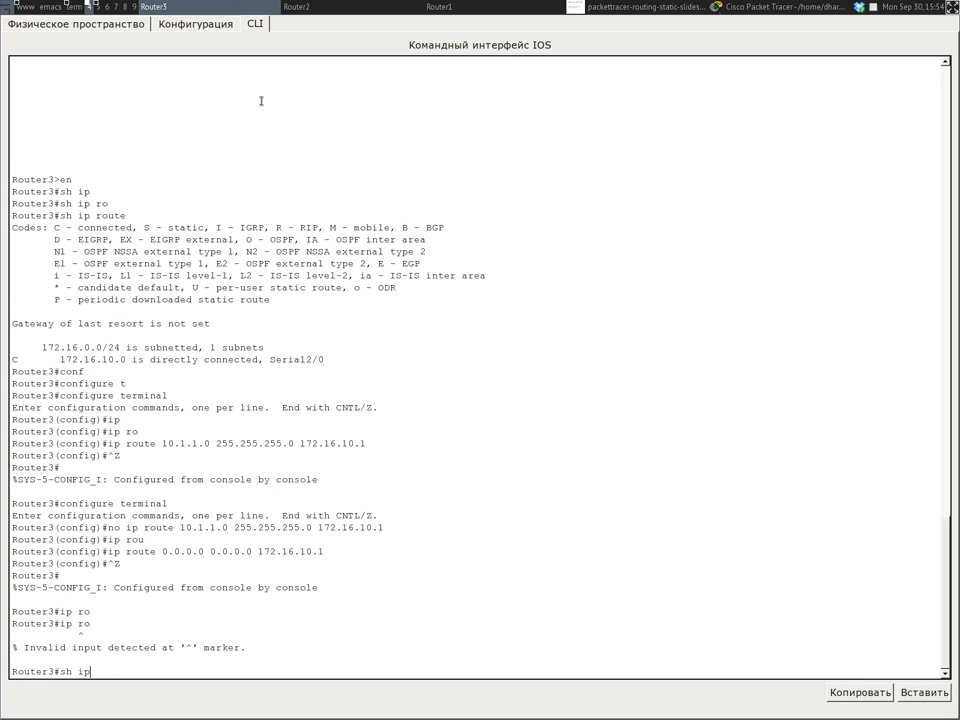 www emacs term 4 5 6 7 8 9 Router3 Router2 Router1 packettracer-routing-static-slides... Cisco Packet Tracer - /home/dhar... Mon Sep 30, 15:54
Физическое пространство Конфигурация CLI
Командный интерфейс IOS
Router3>en
Router3#sh ip
Router3#sh ip ro
Router3#sh ip route
Codes: C - connected, S - static, I - IGRP, R - RIP, M - mobile, B - BGP
D - EIGRP, EX - EIGRP external, O - OSPF, IA - OSPF inter area
N1 - OSPF NSSA external type 1, N2 - OSPF NSSA external type 2
E1 - OSPF external type 1, E2 - OSPF external type 2, E - EGP
i - IS-IS, L1 - IS-IS level-1, L2 - IS-IS level-2, ia - IS-IS inter area
* - candidate default, U - per-user static route, o - ODR
P - periodic downloaded static route
Gateway of last resort is not set
172.16.0.0/24 is subnetted, 1 subnets
C 172.16.10.0 is directly connected, Serial2/0
Router3#conf
Router3#configure t
Router3#configure terminal
Enter configuration commands, one per line. End with CNTL/Z.
Router3(config)#ip
Router3(config)#ip ro
Router3(config)#ip route 10.1.1.0 255.255.255.0 172.16.10.1
Router3(config)#^Z
Router3#
%SYS-5-CONFIG_I: Configured from console by console
Router3#configure terminal
Enter configuration commands, one per line. End with CNTL/Z.
Router3(config)#no ip route 10.1.1.0 255.255.255.0 172.16.10.1
Router3(config)#ip rou
Router3(config)#ip route 0.0.0.0 0.0.0.0 172.16.10.1
Router3(config)#^Z
Router3#
%SYS-5-CONFIG_I: Configured from console by console
Router3#ip ro
Router3#ip ro
^
% Invalid input detected at '^' marker.
Router3#sh ip
Копировать Вставить